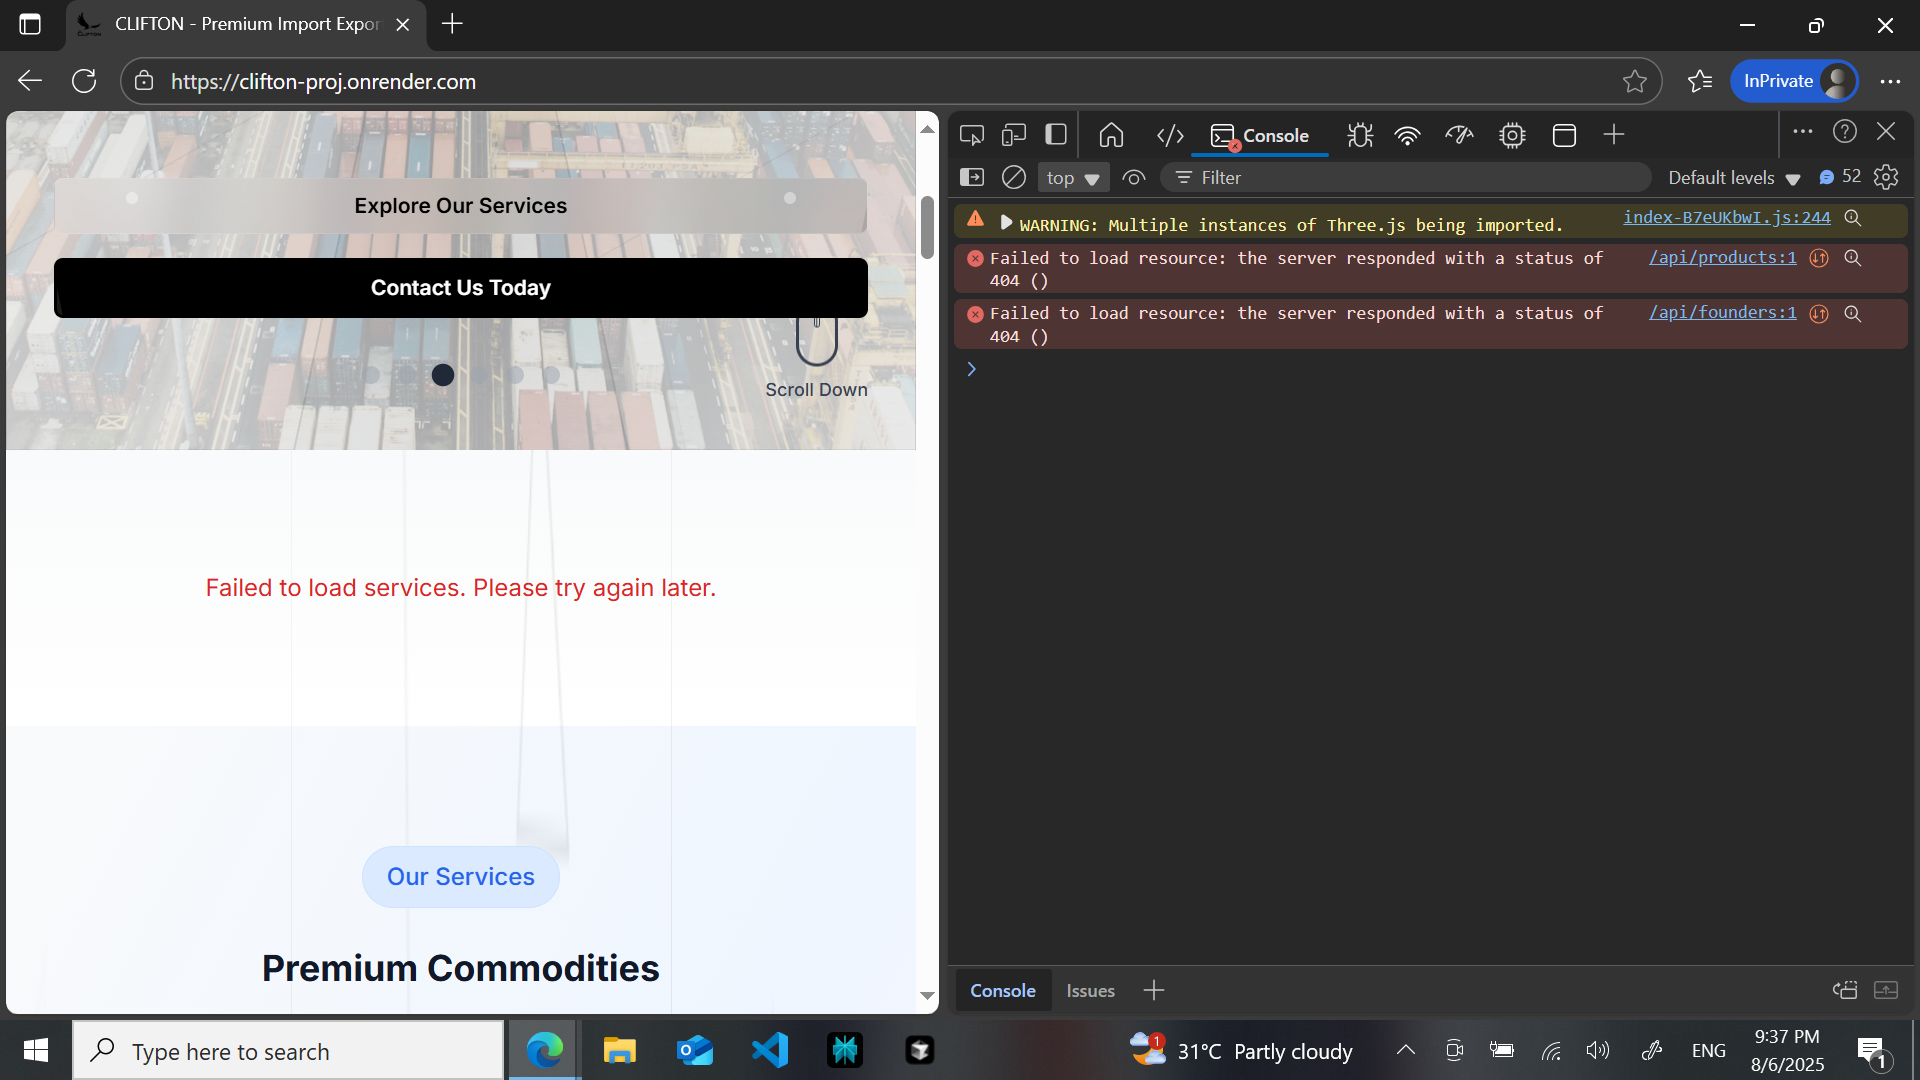 CLIFTON - Premium Import Expor
https://clifton-proj.onrender.com
InPrivate
Explore Our Services
Contact Us Today
Scroll Down
Failed to load services. Please try again later.
Our Services
Premium Commodities
Console
top
Filter
Default levels
52
WARNING: Multiple instances of Three.js being imported.
index-B7eUKbwI.js:244
Failed to load resource: the server responded with a status of
404 ()
/api/products:1
Failed to load resource: the server responded with a status of
404 ()
/api/founders:1
Console
Issues
Type here to search
1
31°C Partly cloudy
ENG
9:37 PM
8/6/2025
1